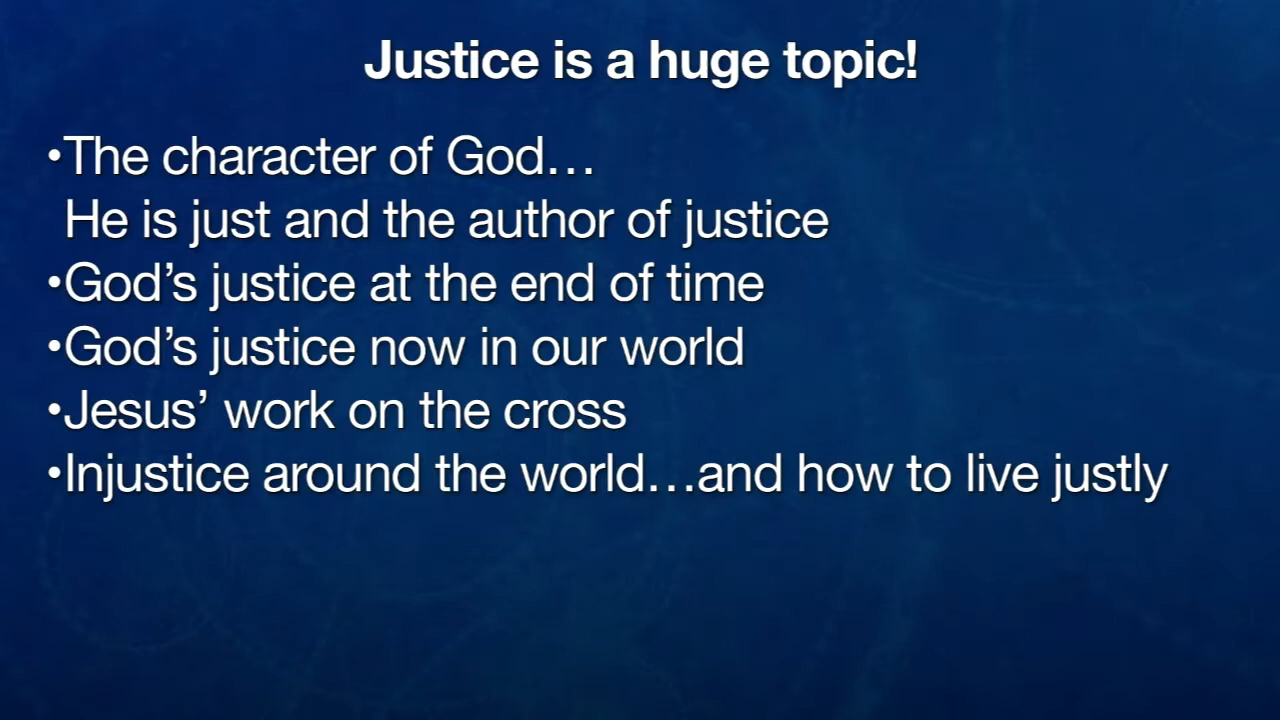 Justice is a huge topic!
•The character of God…
He is just and the author of justice
•God’s justice at the end of time
•God’s justice now in our world
•Jesus’ work on the cross
•Injustice around the world…and how to live justly